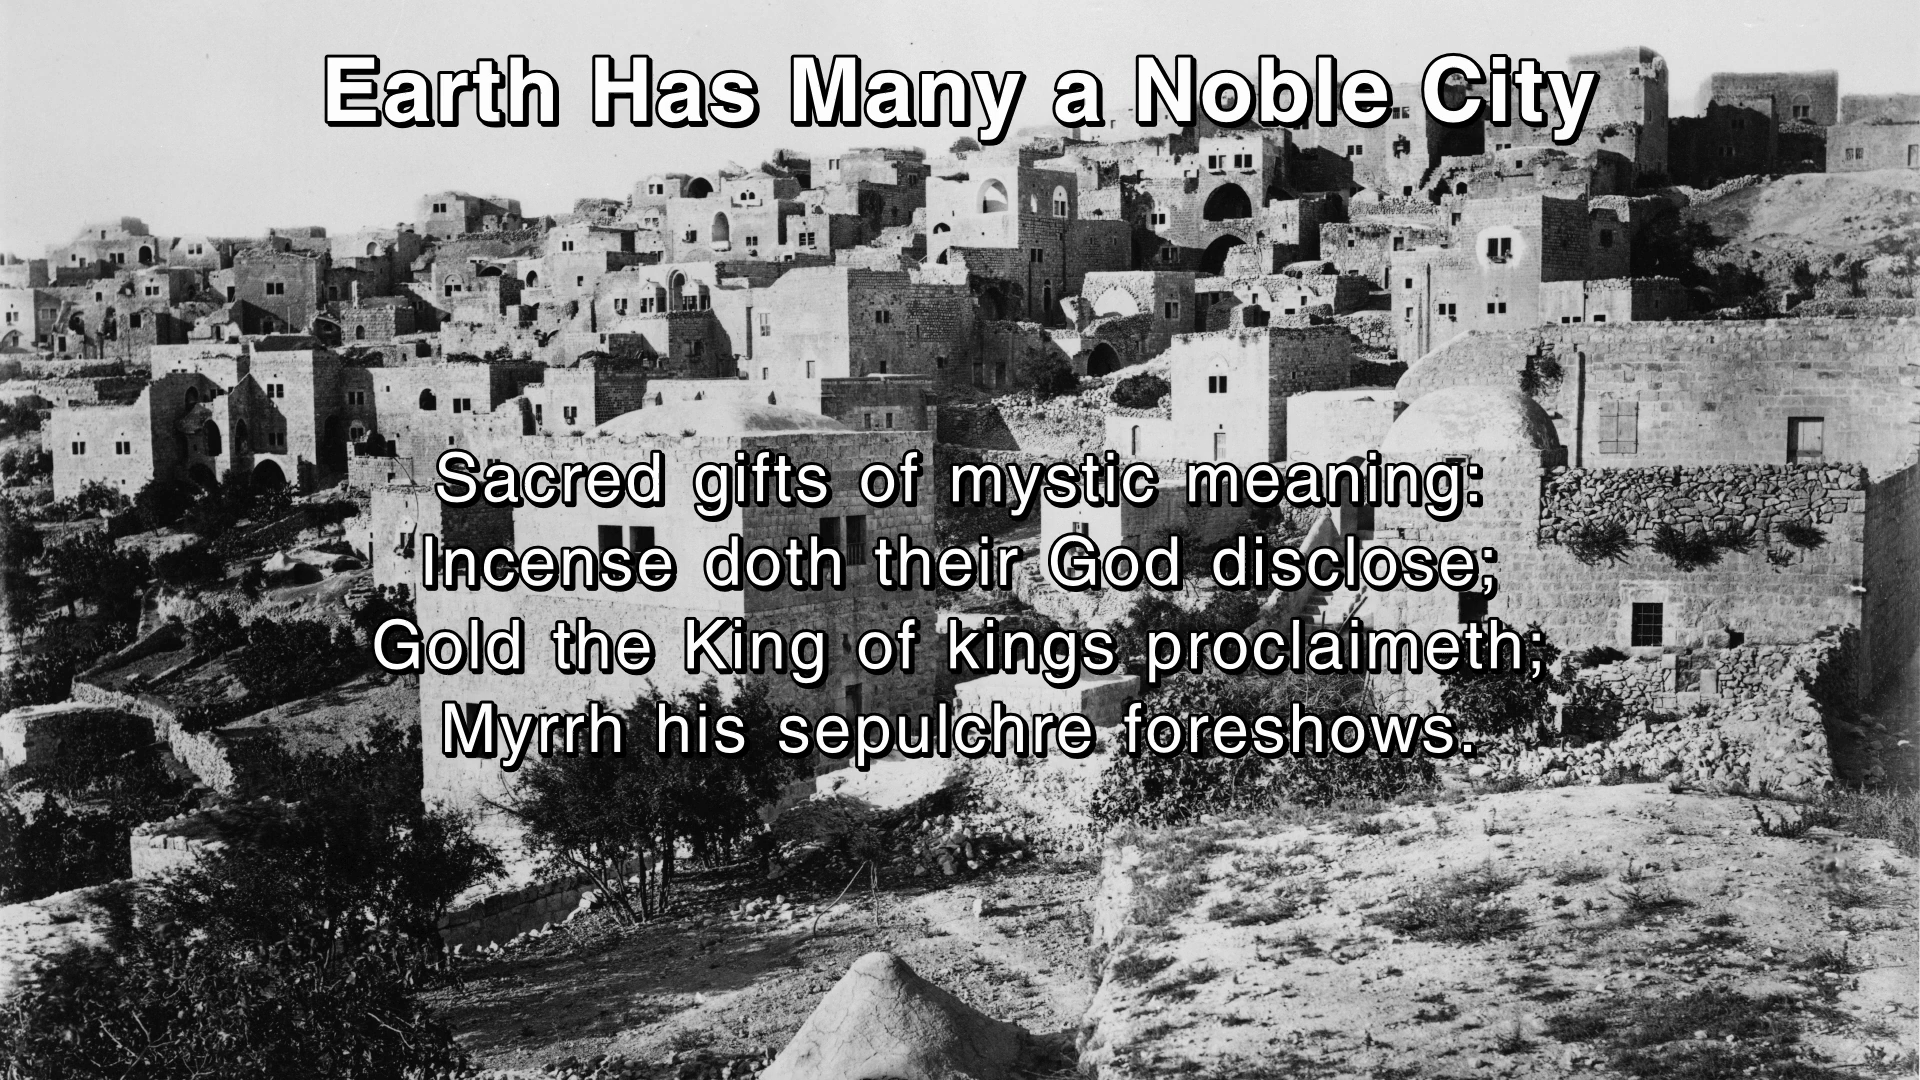 Earth Has Many a Noble City
Sacred gifts of mystic meaning:
Incense doth their God disclose;
Gold the King of kings proclaimeth;
Myrrh his sepulchre foreshows.